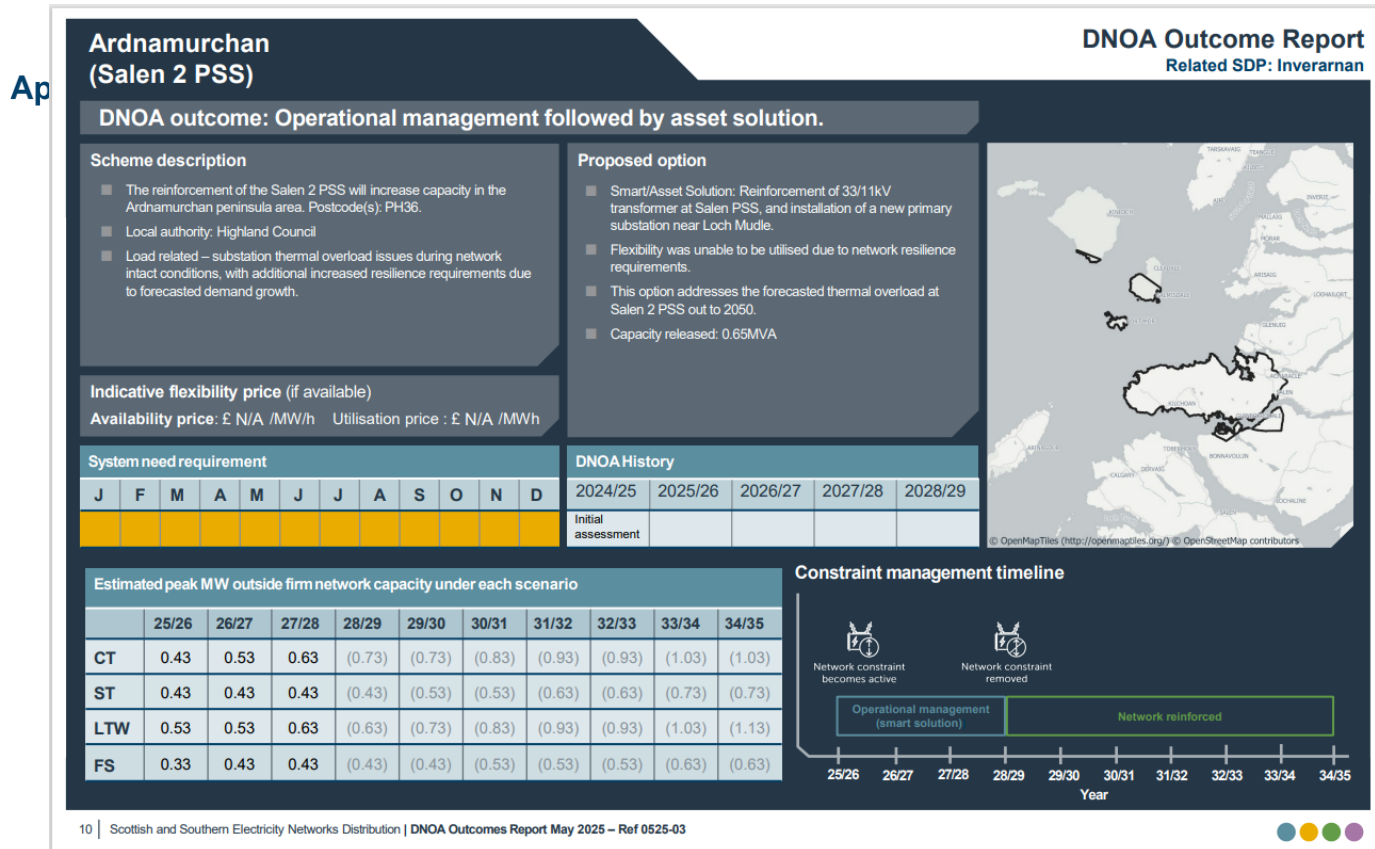 Ap
Ardnamurchan
(Salen 2 PSS)
DNOA Outcome Report
Related SDP: Inverarnan
DNOA outcome: Operational management followed by asset solution.
Scheme description
The reinforcement of the Salen 2 PSS will increase capacity in the
Ardnamurchan peninsula area. Postcode(s): PH36.
Local authority: Highland Council
Load related – substation thermal overload issues during network
intact conditions, with additional increased resilience requirements due
to forecasted demand growth.
Proposed option
Smart/Asset Solution: Reinforcement of 33/11kV
transformer at Salen PSS, and installation of a new primary
substation near Loch Mudle.
Flexibility was unable to be utilised due to network resilience
requirements.
This option addresses the forecasted thermal overload at
Salen 2 PSS out to 2050.
Capacity released: 0.65MVA
Indicative flexibility price (if available)
Availability price: £ N/A /MW/h Utilisation price : £ N/A /MWh
TARSKAVAIG
MALLAIG
MORAR
ARISAIG
GLENUIG
KILCHOAN
BONNAVOULIN
CALGARY
DERVAIG
LOCHALINE
© OpenMapTiles (http://openmaptiles.org/) © OpenStreetMap contributors
System need requirement
J F M A M J J A S O N D
DNOA History
2024/25 2025/26 2026/27 2027/28 2028/29
Initial
assessment
Estimated peak MW outside firm network capacity under each scenario
25/26 26/27 27/28 28/29 29/30 30/31 31/32 32/33 33/34 34/35
CT 0.43 0.53 0.63 (0.73) (0.73) (0.83) (0.93) (0.93) (1.03) (1.03)
ST 0.43 0.43 0.43 (0.43) (0.53) (0.53) (0.63) (0.63) (0.73) (0.73)
LTW 0.53 0.53 0.63 (0.63) (0.73) (0.83) (0.93) (0.93) (1.03) (1.13)
FS 0.33 0.43 0.43 (0.43) (0.43) (0.53) (0.53) (0.53) (0.63) (0.63)
Constraint management timeline
Network constraint
becomes active
Network constraint
removed
Operational management
(smart solution)
Network reinforced
25/26 26/27 27/28 28/29 29/30 30/31 31/32 32/33 33/34 34/35
Year
10 | Scottish and Southern Electricity Networks Distribution | DNOA Outcomes Report May 2025 – Ref 0525-03